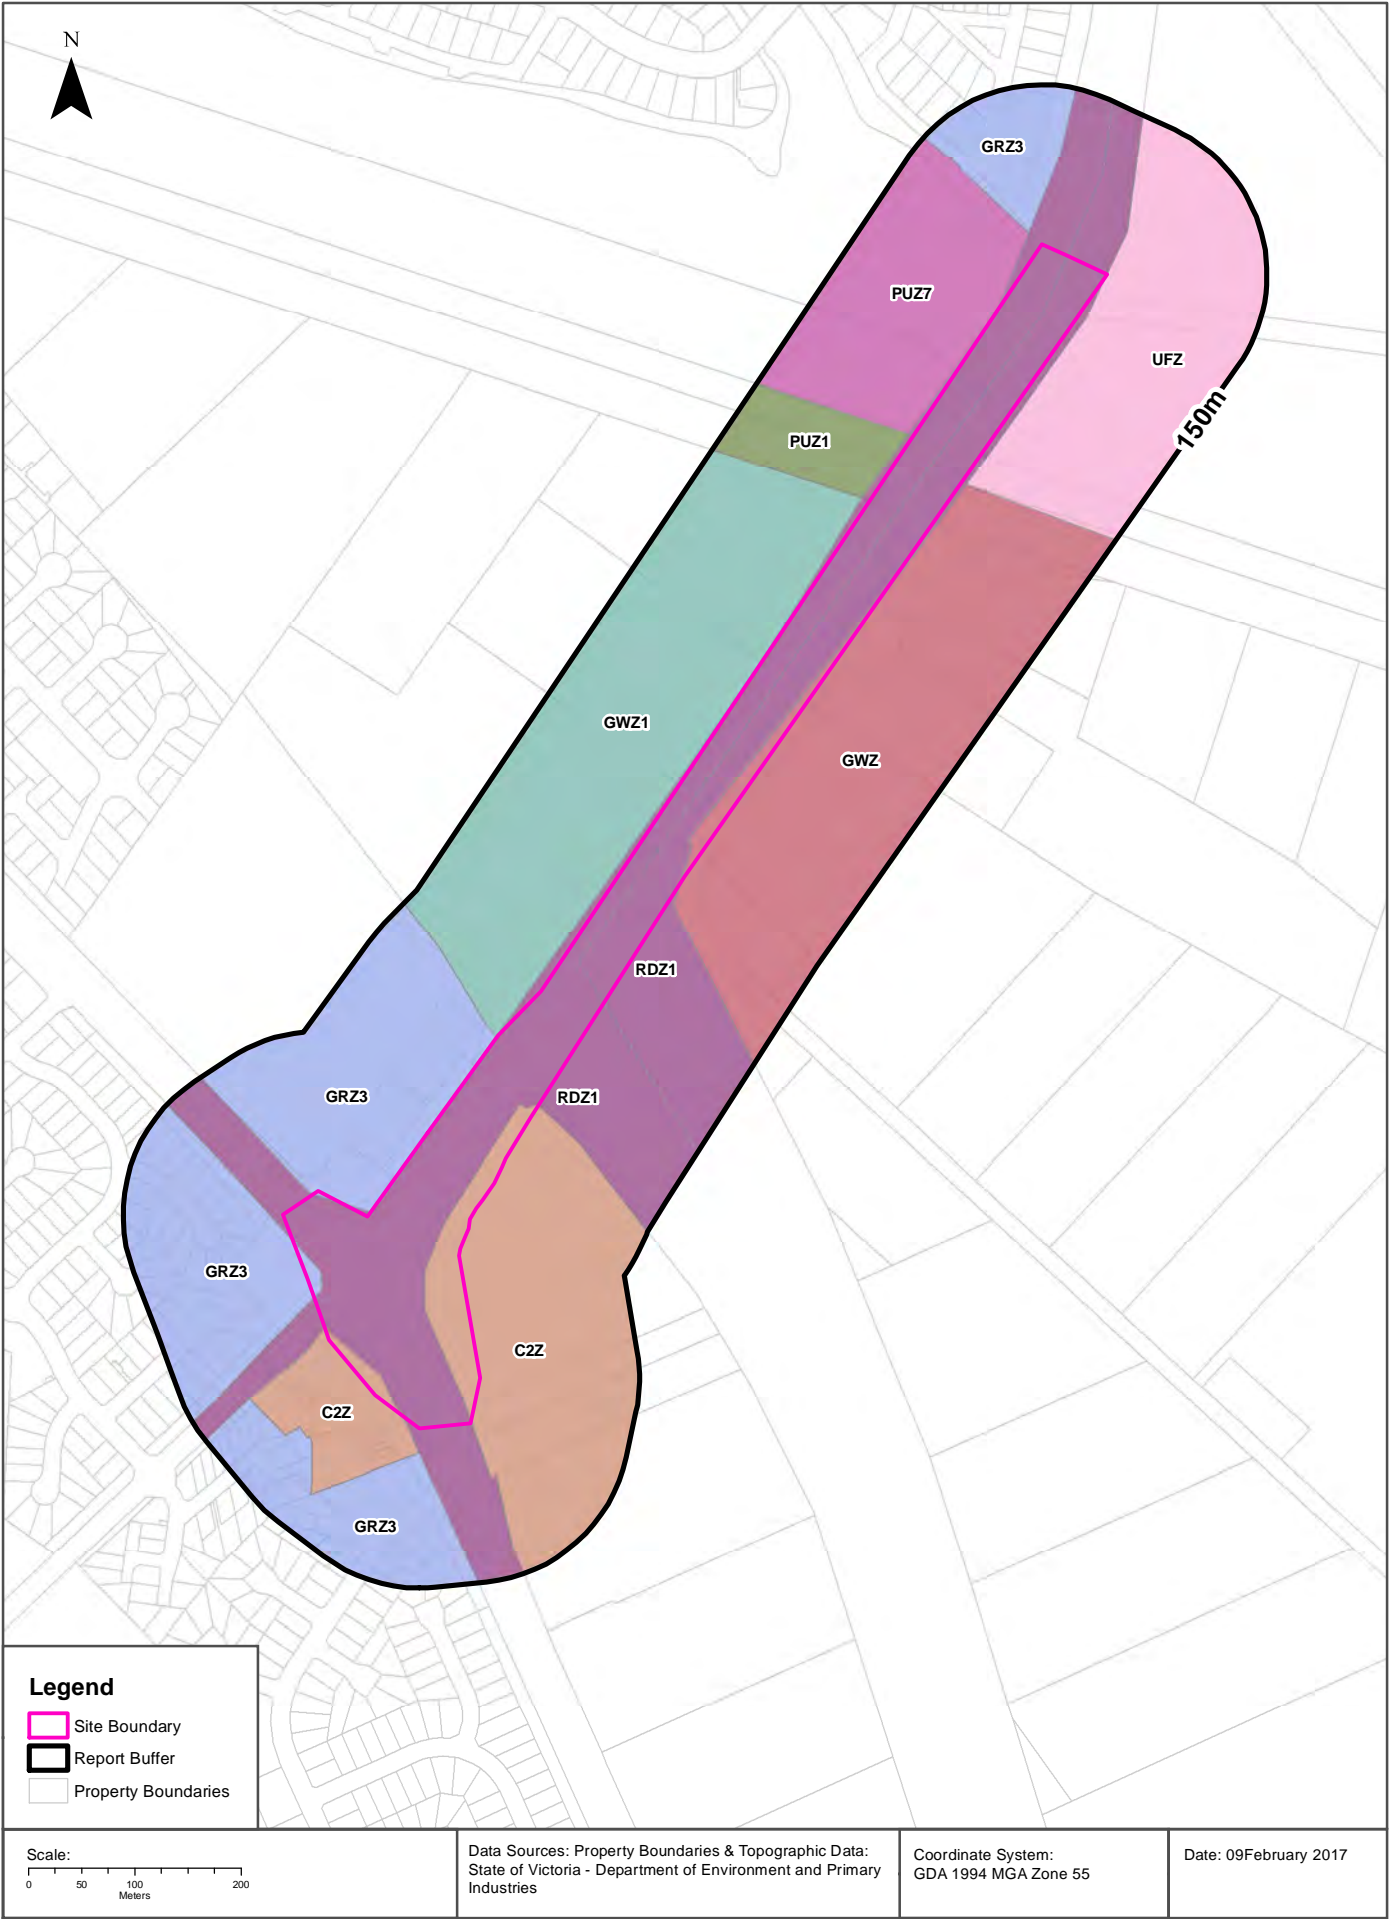 N
GRZ3
PUZ7
UFZ
150m
PUZ1
GWZ1
GWZ
RDZ1
GRZ3
RDZ1
GRZ3
C2Z
C2Z
GRZ3
Legend
Site Boundary
Report Buffer
Property Boundaries
Scale:
0 50 100 200
Meters
Data Sources: Property Boundaries & Topographic Data:
State of Victoria - Department of Environment and Primary
Industries
Coordinate System:
GDA 1994 MGA Zone 55
Date: 09February 2017